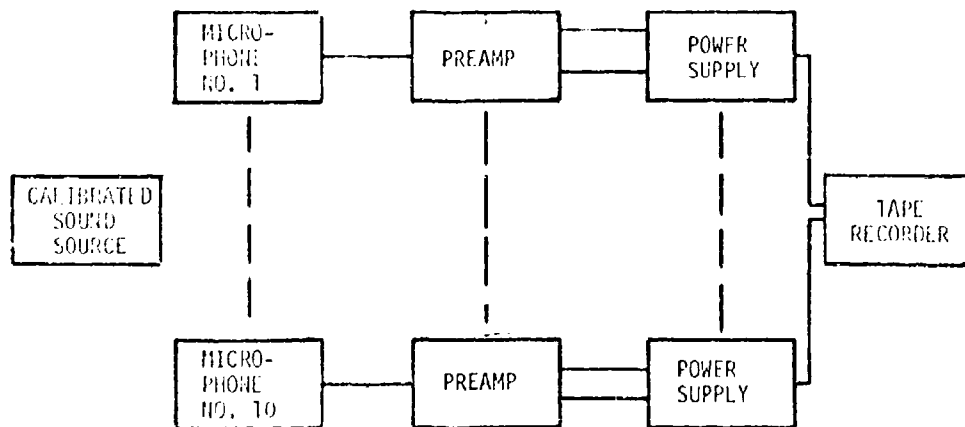 MICRO-
PHONE
NO. 1
PREAMP
POWER
SUPPLY
CALIBRATED
SOUND
SOURCE
TAPE
RECORDER
MICRO-
PHONE
NO. 10
PREAMP
POWER
SUPPLY